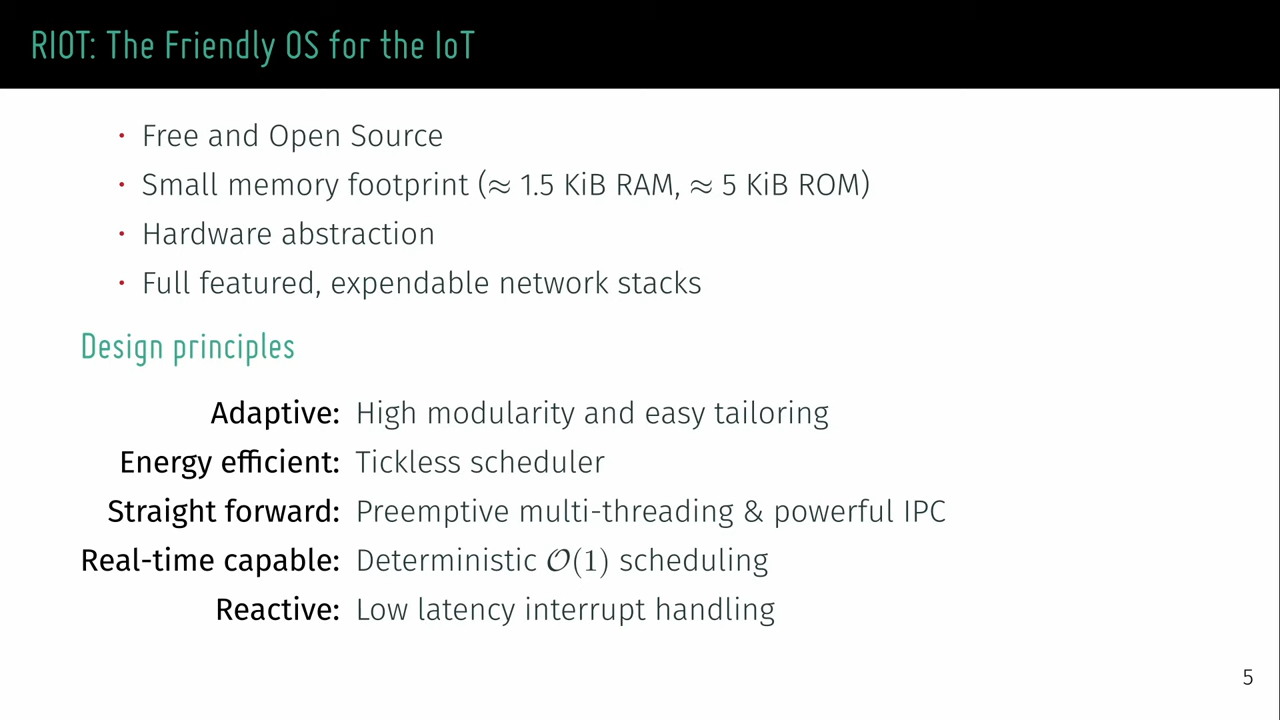 RIOT: The Friendly OS for the IoT
• Free and Open Source
• Small memory footprint (≈ 1.5 KiB RAM, ≈ 5 KiB ROM)
• Hardware abstraction
• Full featured, expendable network stacks
Design principles
Adaptive: High modularity and easy tailoring
Energy efficient: Tickless scheduler
Straight forward: Preemptive multi-threading & powerful IPC
Real-time capable: Deterministic 𝒪(1) scheduling
Reactive: Low latency interrupt handling
5